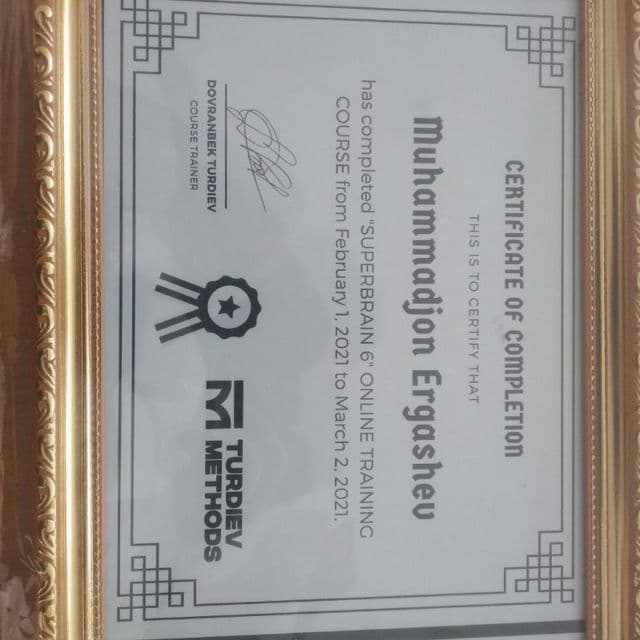 CERTIFICATE OF COMPLETION
THIS IS TO CERTIFY THAT
Muhammadjon Ergashev
has completed "SUPERBRAIN 6" ONLINE TRAINING
COURSE from February 1, 2021 to March 2, 2021.
DOVRANBEK TURDIEV
COURSE TRAINER
TURDIEV
METHODS